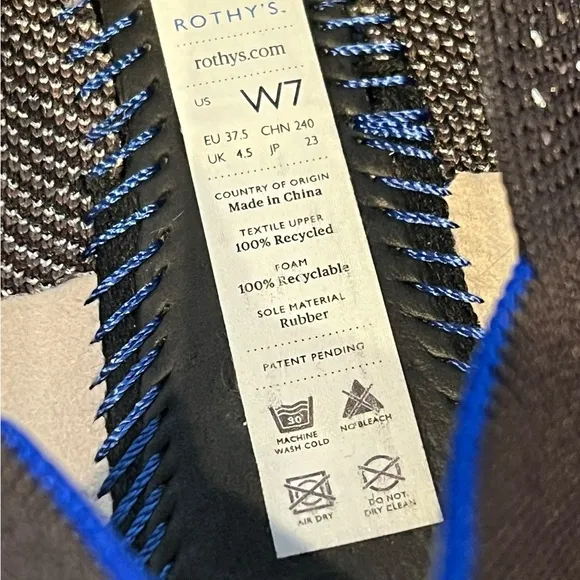 ROTHY'S
rothys.com
US W7
EU 37.5 CHN 240
UK 4.5 JP 23
COUNTRY OF ORIGIN
Made in China
TEXTILE UPPER
100% Recycled
FOAM
100% Recyclable
SOLE MATERIAL
Rubber
PATENT PENDING
30°
MACHINE
WASH COLD
NO BLEACH
AIR DRY
DO NOT
DRY CLEAN